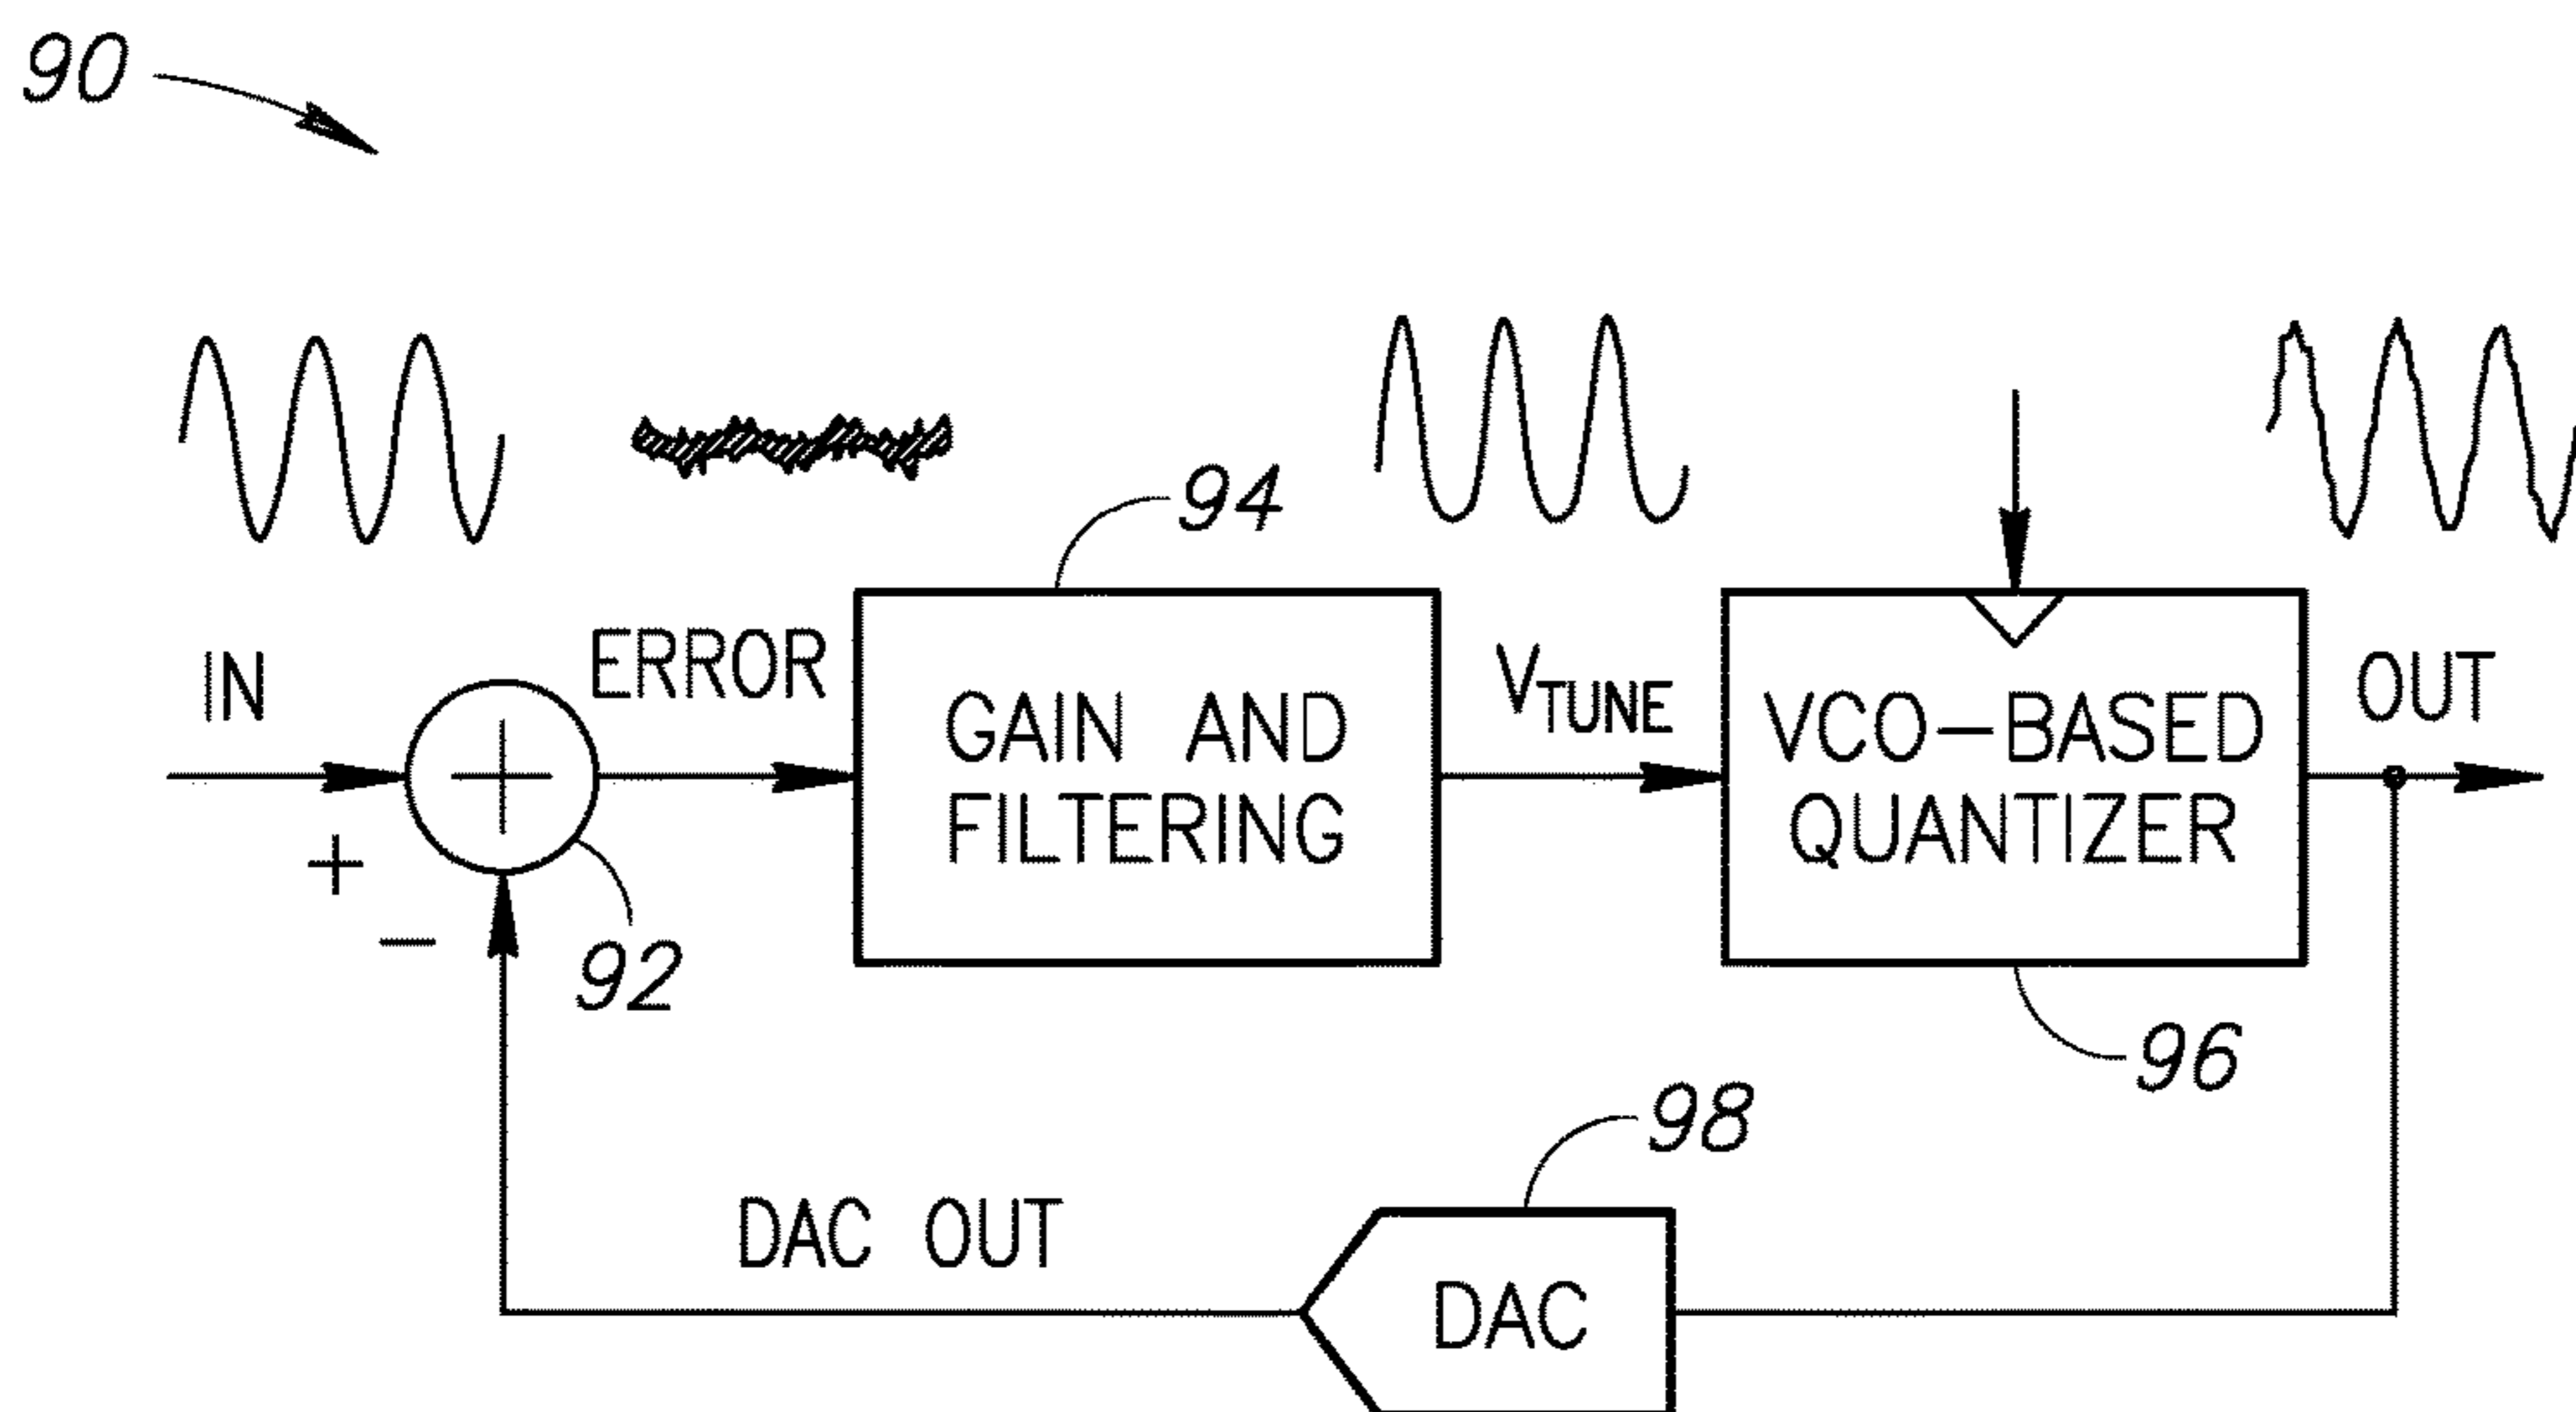 90
94
IN
ERROR
GAIN AND
FILTERING
VTUNE
VCO-BASED
QUANTIZER
OUT
+
−
92
96
98
DAC OUT
DAC